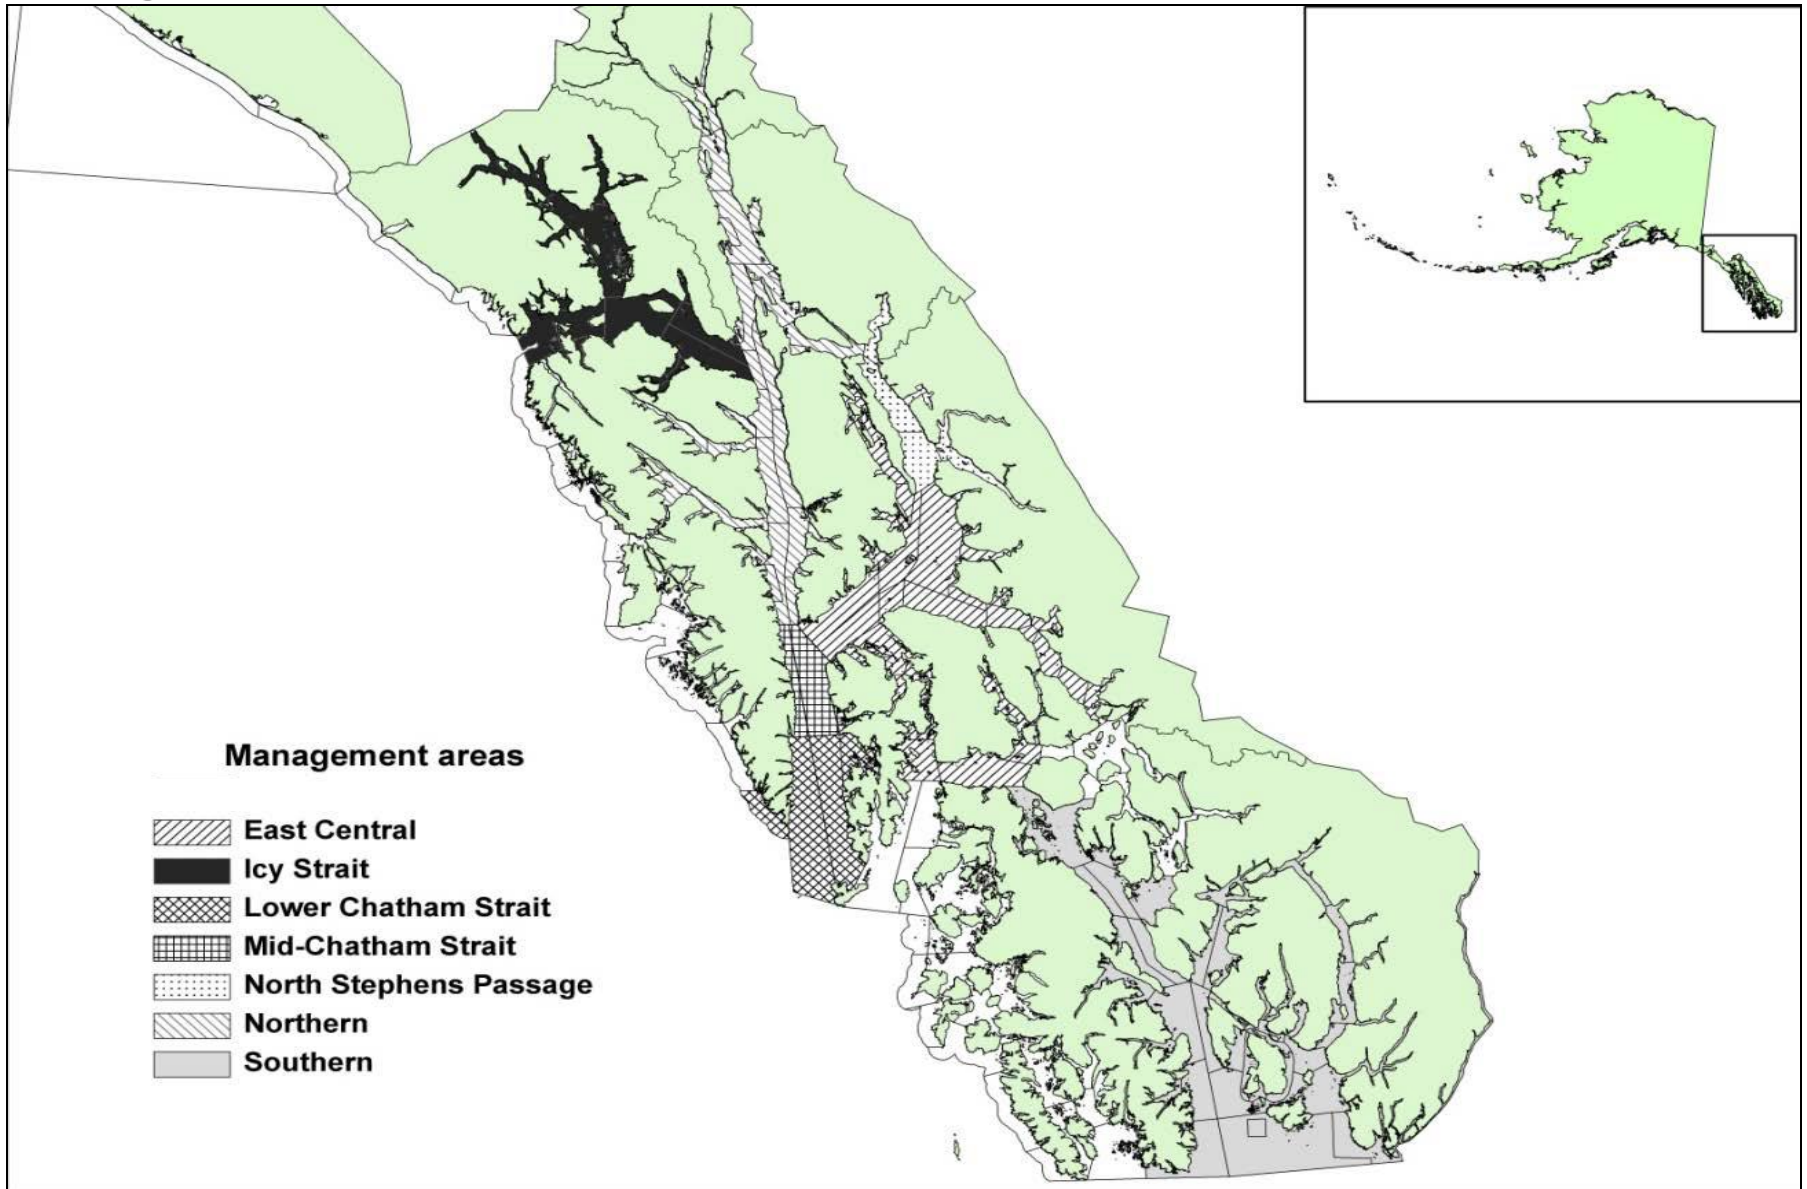 Management areas
East Central
Icy Strait
Lower Chatham Strait
Mid-Chatham Strait
North Stephens Passage
Northern
Southern